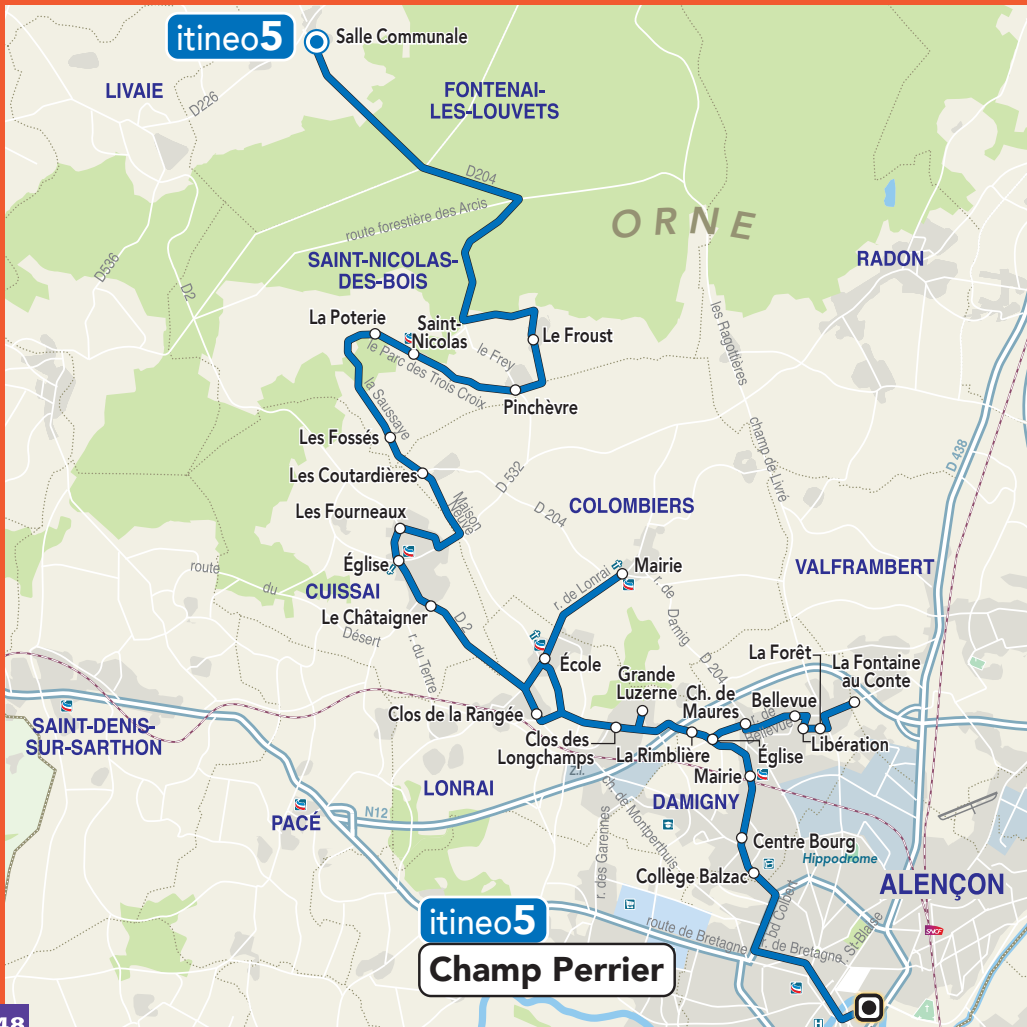 itineo5
Salle Communale
LIVAIE
D226
FONTENAI-
LES-LOUVETS
D204
ORNE
route forestière des Arcis
RADON
D536
D2
SAINT-NICOLAS-
DES-BOIS
La Poterie
Saint-
Nicolas
le Frey
Le Froust
le Parc des Trois Croix
les Ragottières
Pinchèvre
la Saussaye
Les Fossés
champ de Livré
D 438
Les Coutardières
D 532
Maison
Neuve
D 204
COLOMBIERS
Les Fourneaux
Église
route
du
Désert
CUISSAI
Mairie
r. de Lonrai
r. de Damig
VALFRAMBERT
Le Châtaigner
D 2
r. du Tertre
École
D 204
La Forêt
La Fontaine
au Conte
Grande
Luzerne
Ch. de
Maures
Bellevue
r. de
Bellevue
SAINT-DENIS-
SUR-SARTHON
Clos de la Rangée
Clos des
Longchamps
La Rimblière
Libération
Église
Z.I.
Mairie
LONRAI
DAMIGNY
N12
PACÉ
ch. de Montperthuis
r. des Garennes
Centre Bourg
Hippodrome
Collège Balzac
ALENÇON
bd Colbert
itineo5
Champ Perrier
route de Bretagne
r. de Bretagne
r. St-Blaise
SNCF
H
48